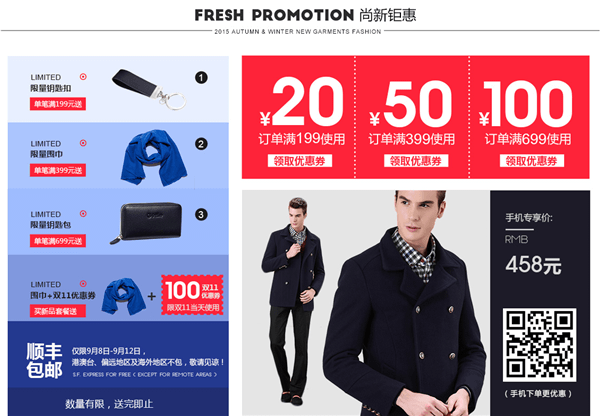 FRESH PROMOTION 尚新钜惠
2015 AUTUMN & WINTER NEW GARMENTS FASHION
LIMITED
限量钥匙扣
单笔满199元送
1
LIMITED
限量围巾
单笔满399元送
2
LIMITED
限量钥匙包
单笔满699元送
3
LIMITED
围巾+双11优惠券
买新品套餐送
+
100双11优惠券
限双11当天使用
顺丰包邮
仅限9月8日-9月12日,
港澳台、偏远地区及海外地区不包,敬请见谅!
S.F. EXPRESS FOR FREE ( EXCEPT FOR REMOTE AREAS )
数量有限,送完即止
¥20
订单满199使用
领取优惠券
¥50
订单满399使用
领取优惠券
¥100
订单满699使用
领取优惠券
手机专享价:
RMB
458元
(手机下单更优惠)